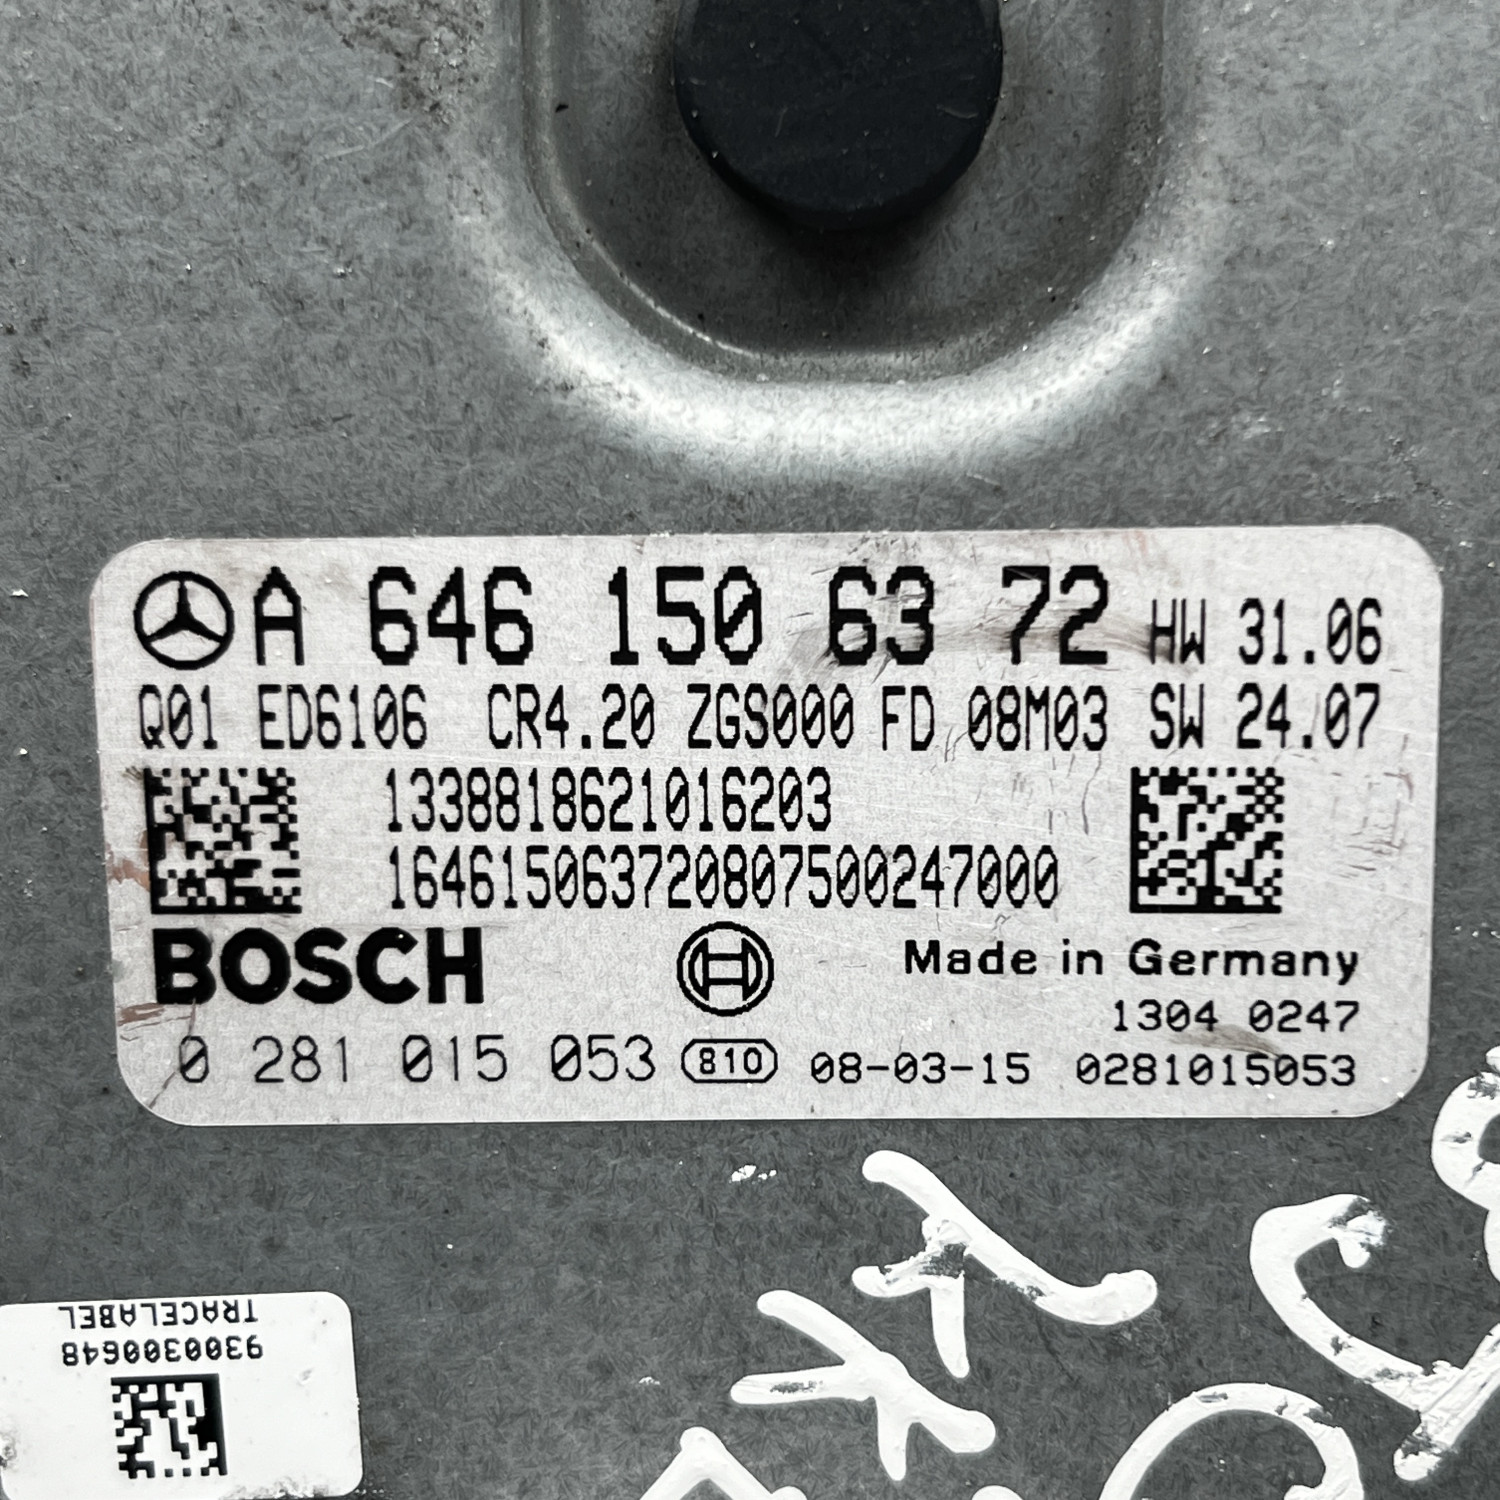 A 646 150 63 72 HW 31.06
Q01 ED6106 CR4.20 ZGS000 FD 08M03 SW 24.07
1338818621016203
164615063720807500247000
BOSCH
Made in Germany
1304 0247
0 281 015 053 810 08-03-15 0281015053
TRACELABEL
9300300648